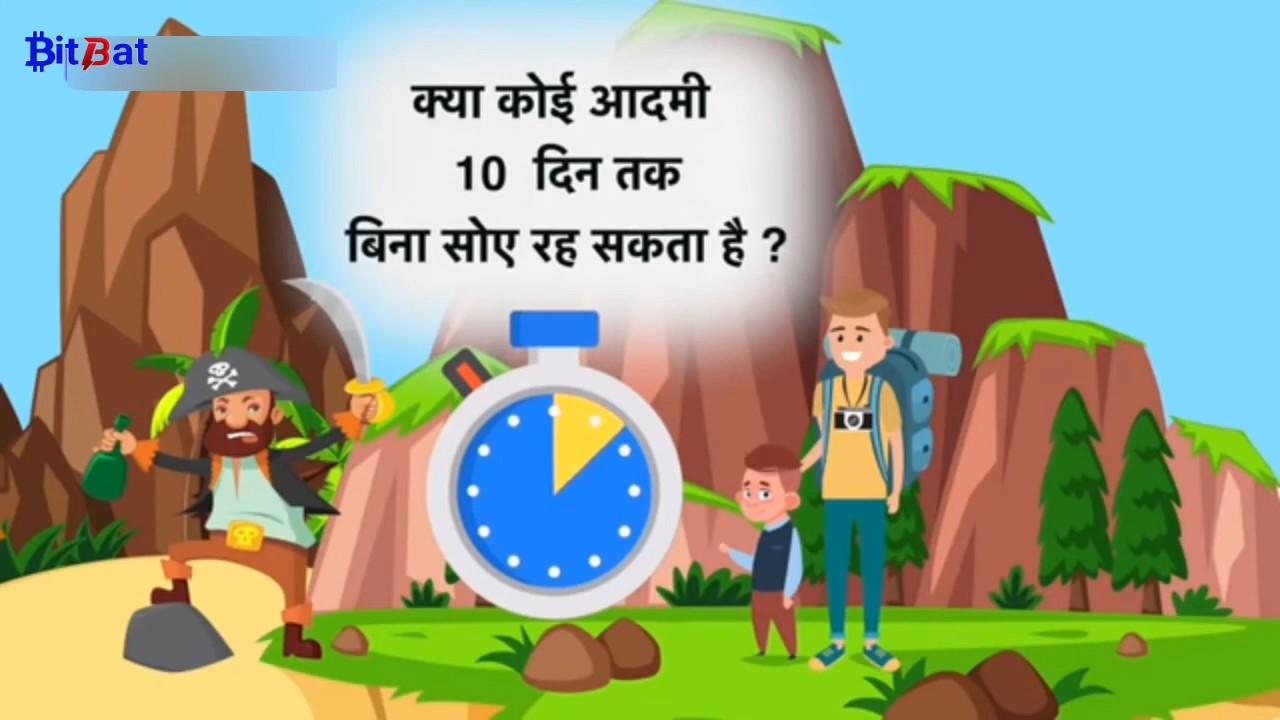 BitBat
क्या कोई आदमी
10 दिन तक
बिना सोए रह सकता है ?